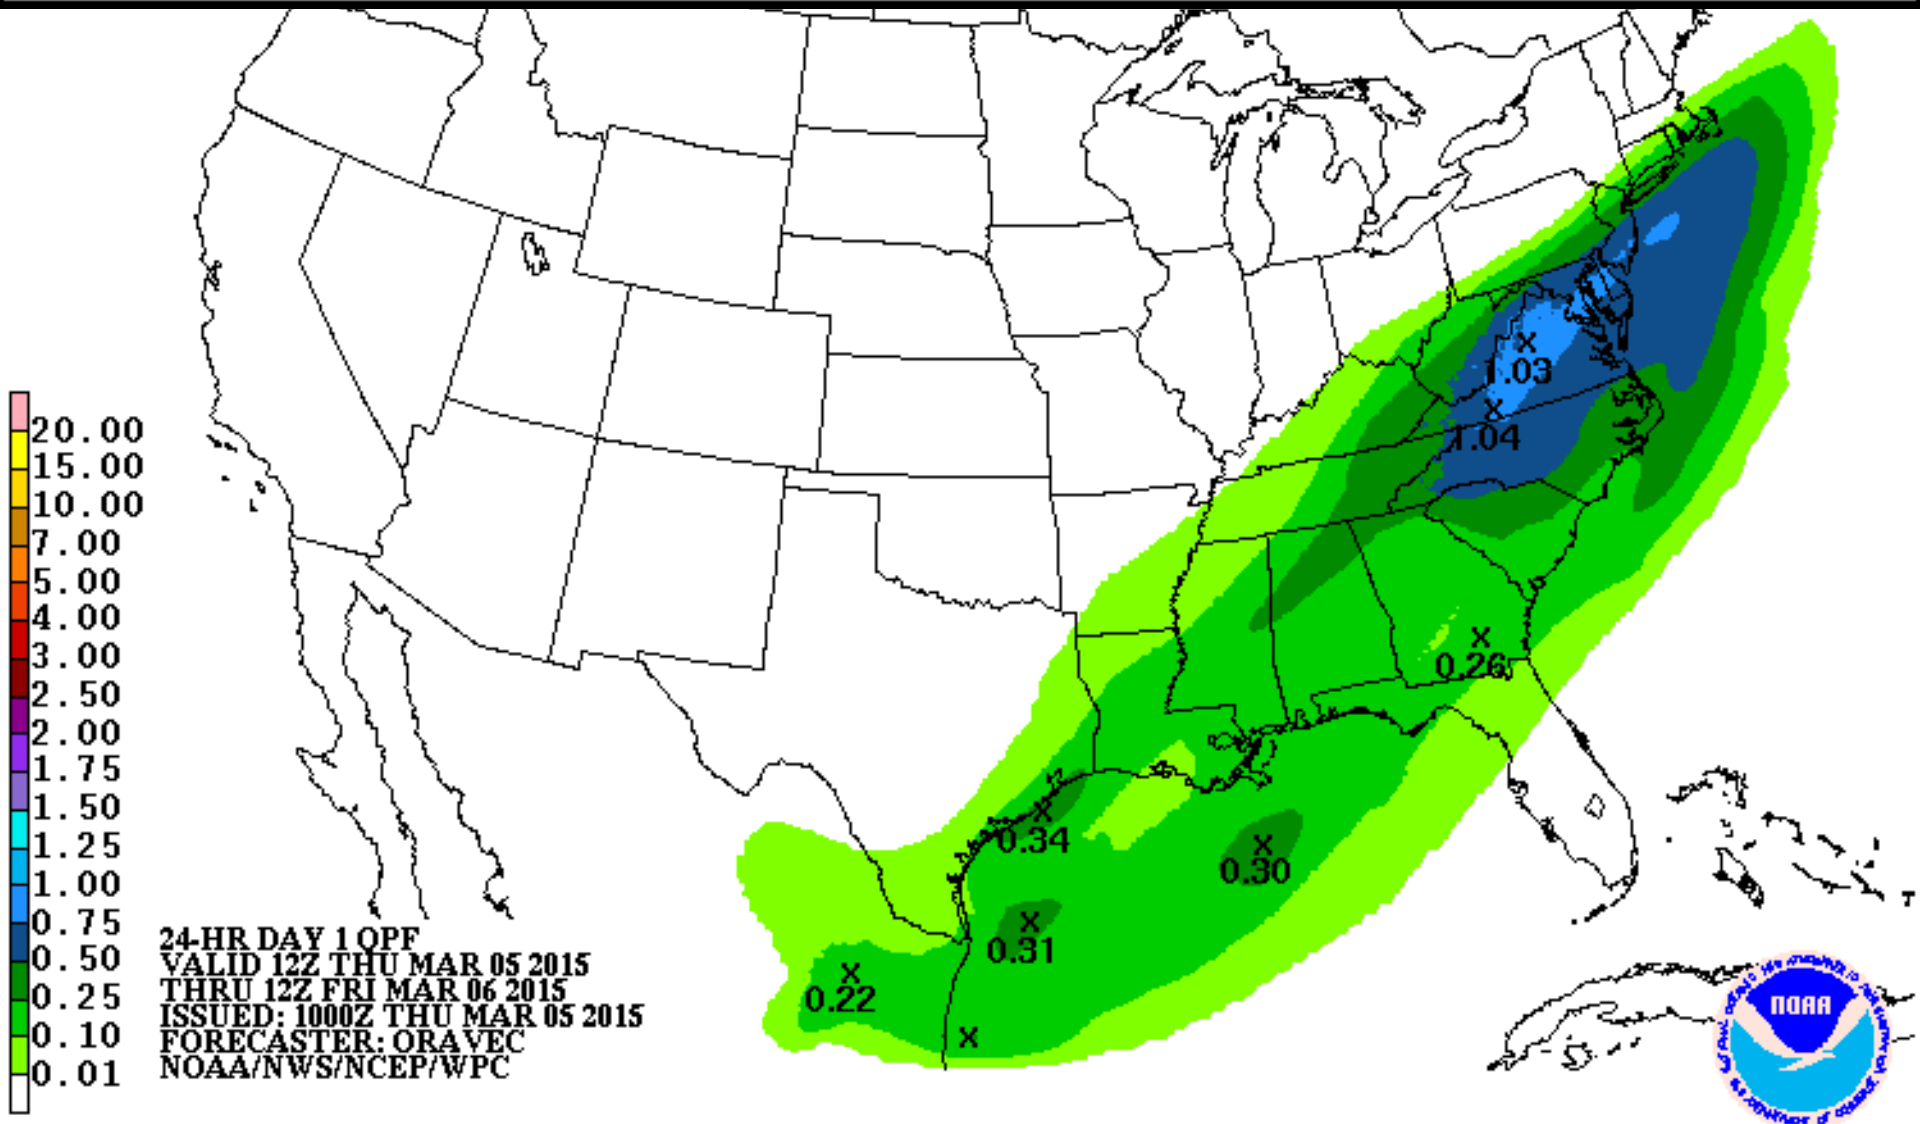 1.03
1.04
20.00
15.00
10.00
7.00
5.00
4.00
3.00
2.50
2.00
1.75
1.50
1.25
1.00
0.75
0.50
0.25
0.10
0.01
0.26
0.34
0.30
0.31
0.22
X
X
X
X
X
X
X
X
24-HR DAY 1 QPF
VALID 12Z THU MAR 05 2015
THRU 12Z FRI MAR 06 2015
ISSUED: 1000Z THU MAR 05 2015
FORECASTER: ORAVEC
NOAA/NWS/NCEP/WPC
NOAA